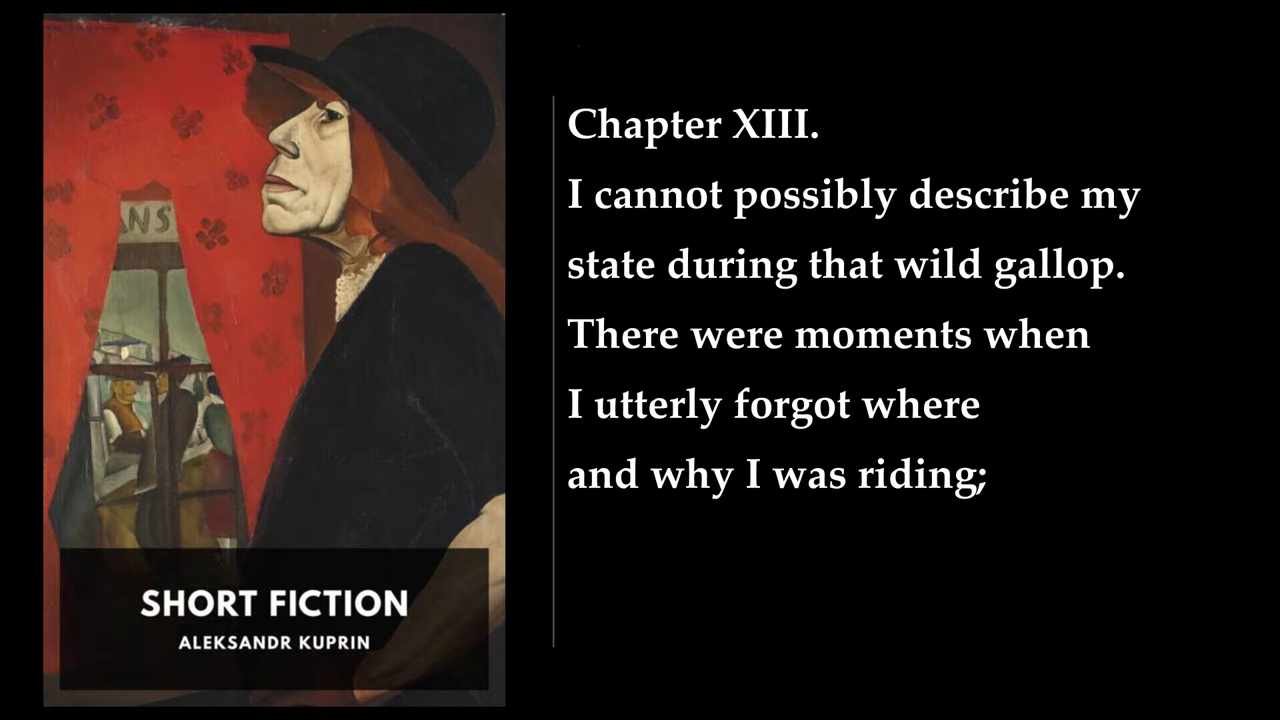 ANS
SHORT FICTION
ALEKSANDR KUPRIN
Chapter XIII.
I cannot possibly describe my
state during that wild gallop.
There were moments when
I utterly forgot where
and why I was riding;